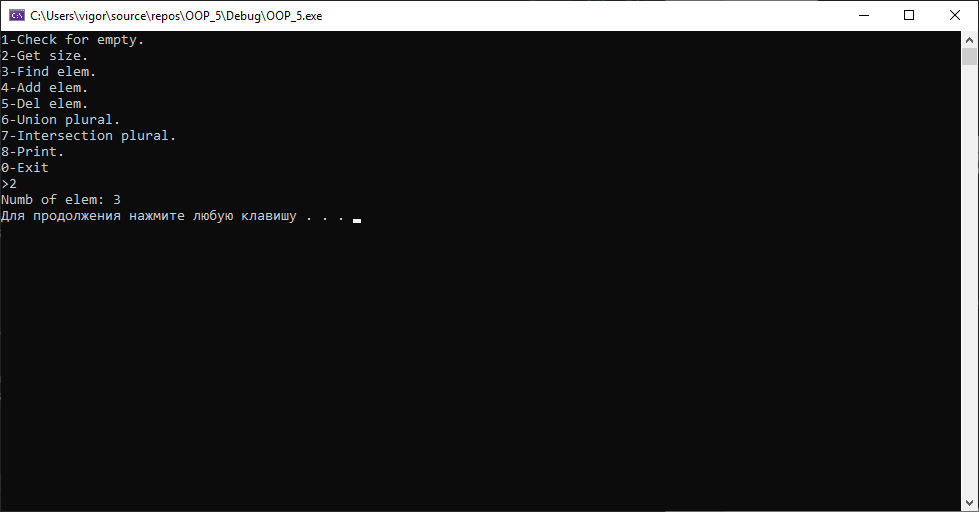 C:\Users\vigor\source\repos\OOP_5\Debug\OOP_5.exe
1-Check for empty.
2-Get size.
3-Find elem.
4-Add elem.
5-Del elem.
6-Union plural.
7-Intersection plural.
8-Print.
0-Exit
>2
Numb of elem: 3
Для продолжения нажмите любую клавишу . . .